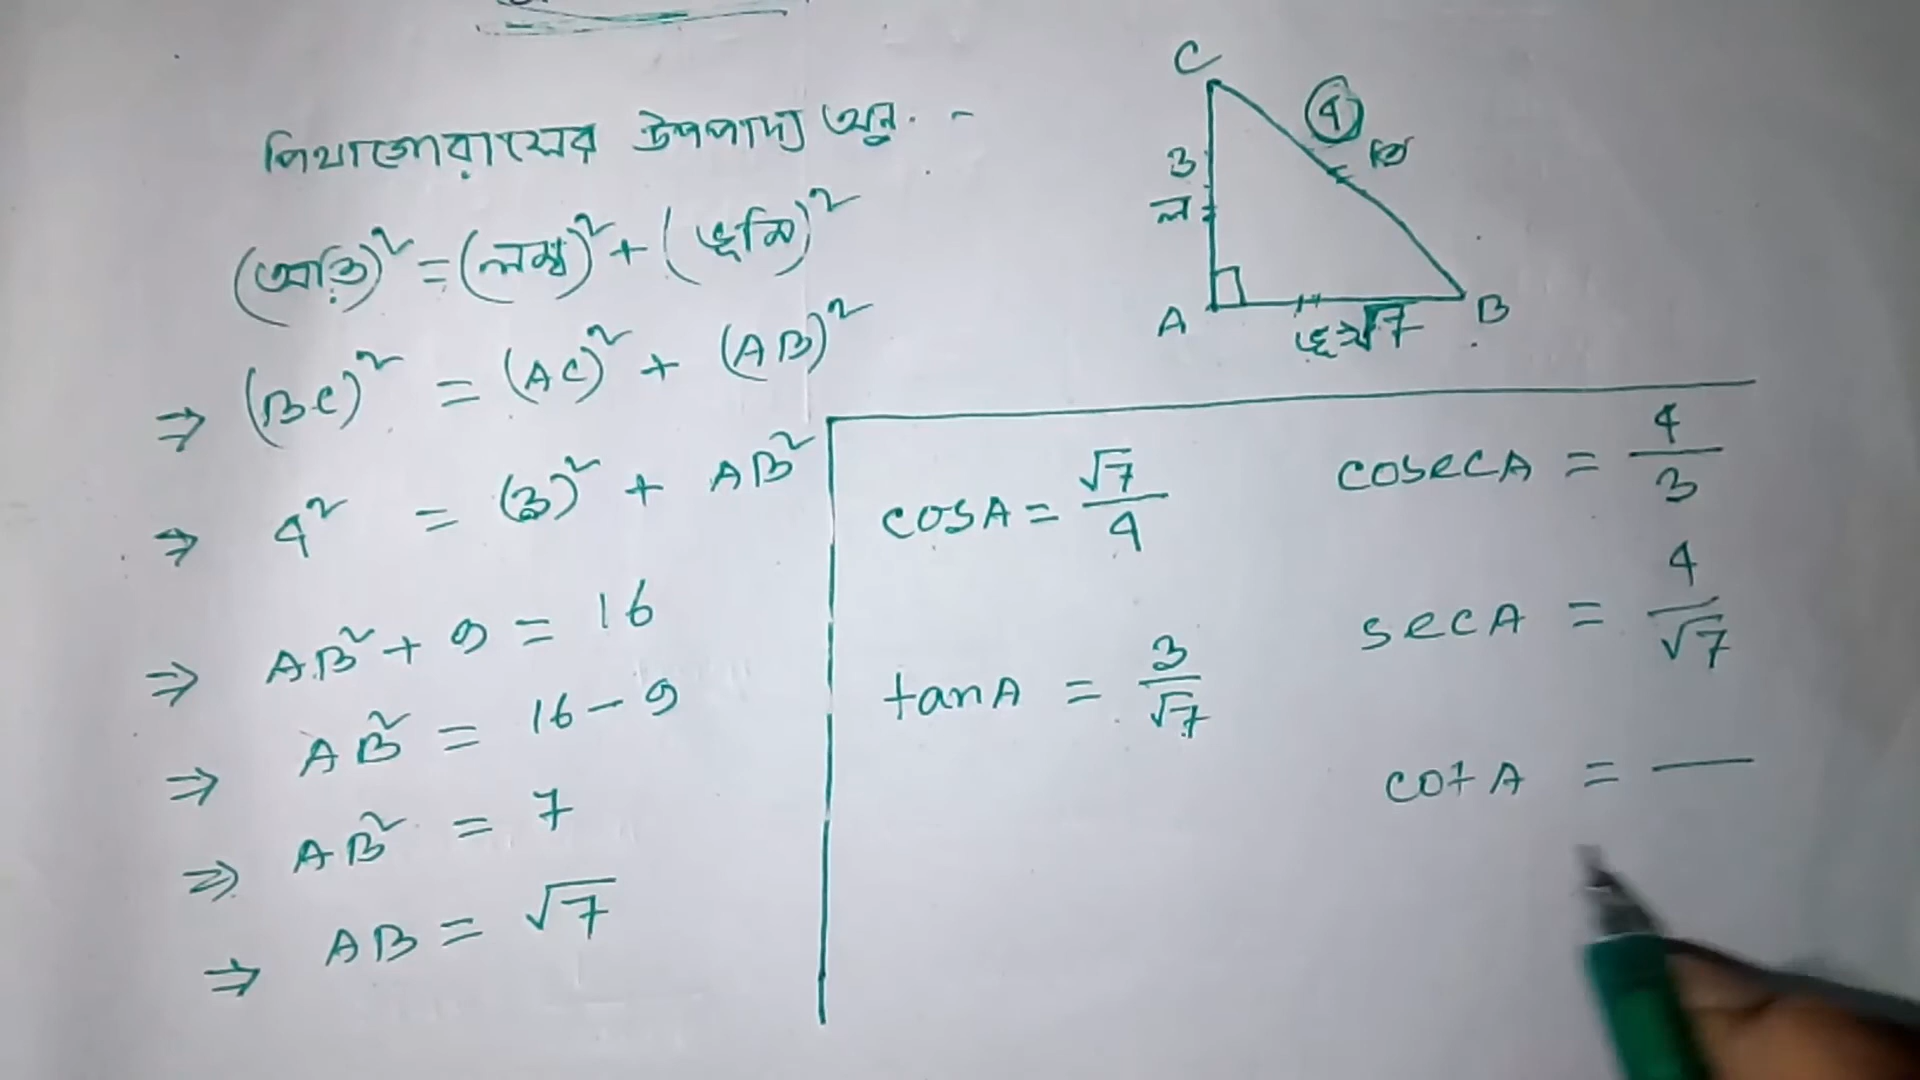 পিথাগোরাসের উপপাদ্য অনু. -
(অতি)² = (লম্ব)² + (ভূমি)²
⇒ (BC)² = (AC)² + (AB)²
⇒ 4² = (3)² + AB²
⇒ AB² + 9 = 16
⇒ AB² = 16 - 9
⇒ AB² = 7
⇒ AB = √7
C
4
3
ল
A
ভূ ⇒ √7
B
cosA = √7/4
tanA = 3/√7
cosecA = 4/3
secA = 4/√7
cotA = —